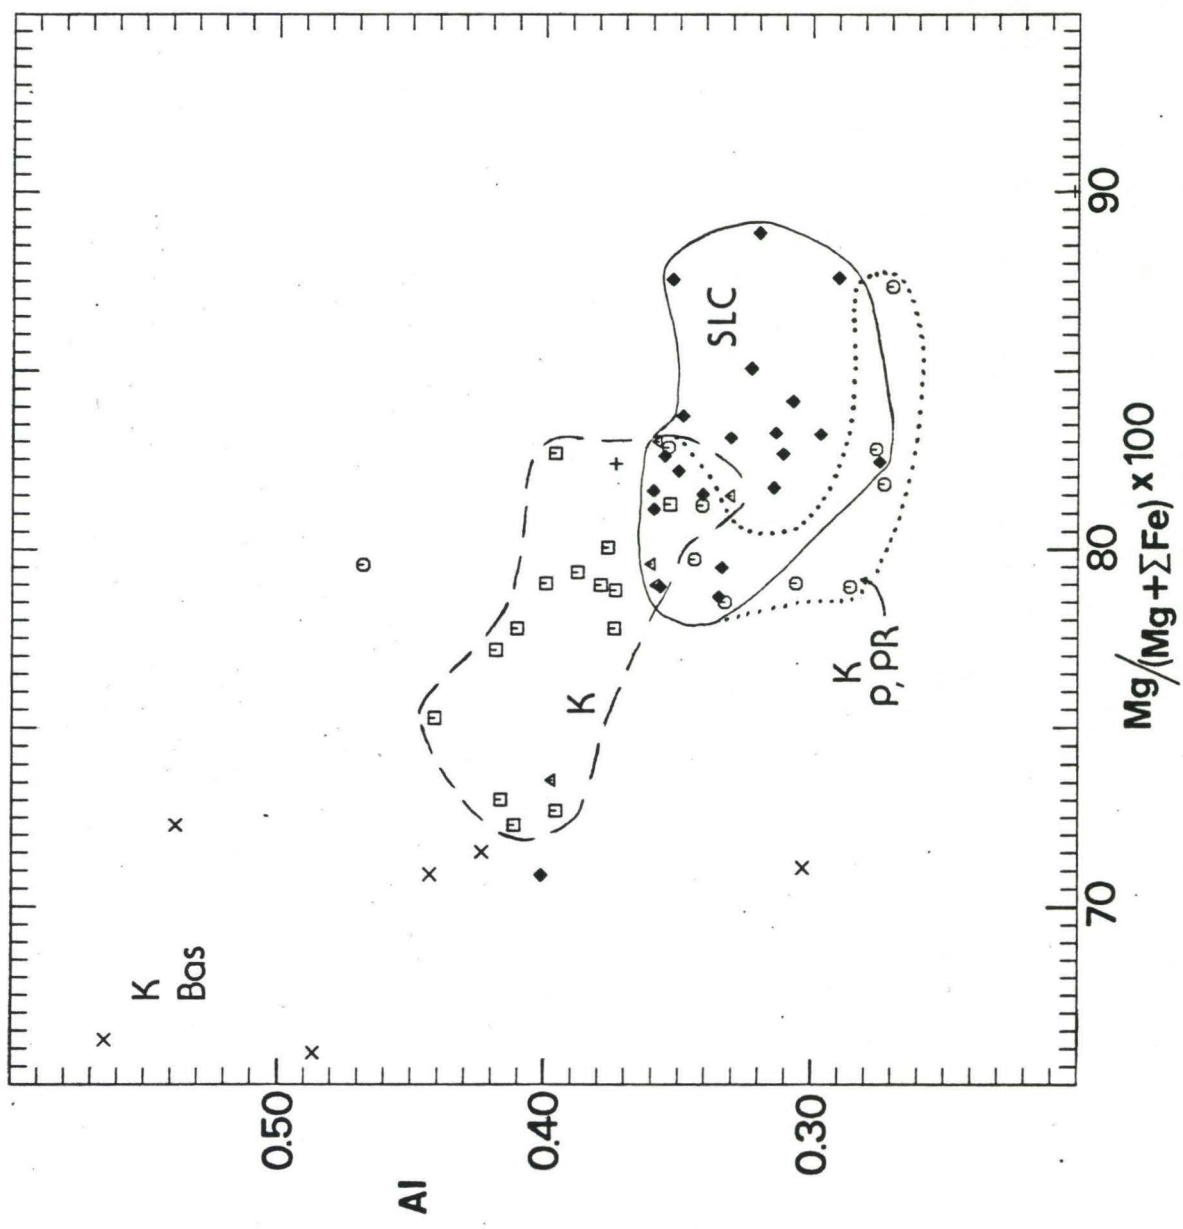 K
Bas
0.50
Al
0.40
K
SLC
0.30
K
P, PR
70 80 90
Mg/(Mg+ΣFe) x 100